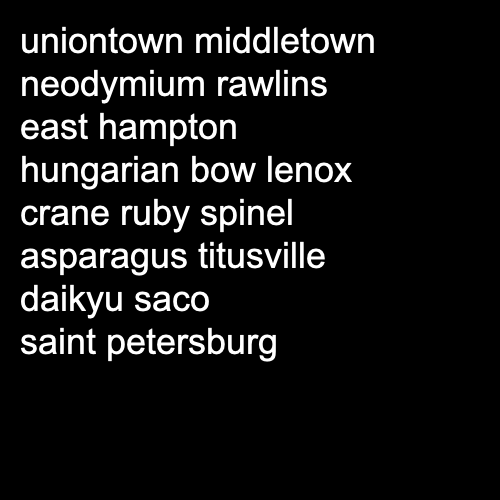 uniontown middletown
neodymium rawlins
east hampton
hungarian bow lenox
crane ruby spinel
asparagus titusville
daikyu saco
saint petersburg